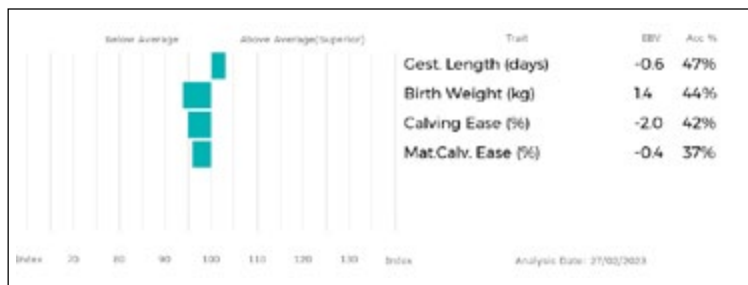 Below Average Above Average(Superior) Trait EBV Acc %
Gest. Length (days) -0.6 47%
Birth Weight (kg) 1.4 44%
Calving Ease (%) -2.0 42%
Mat.Calv. Ease (%) -0.4 37%
Index 70 80 90 100 110 120 130 Index Analysis Date: 27/02/2023